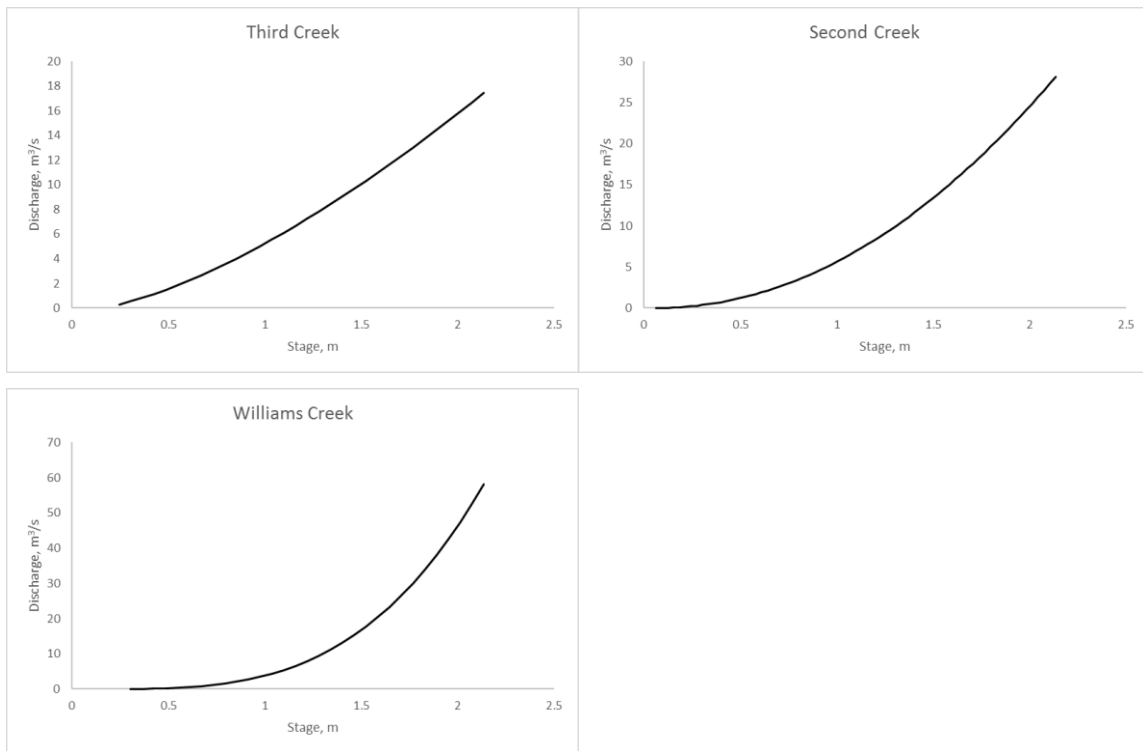 Third Creek
20
18
16
14
12
10
8
6
4
2
0
Discharge, m³/s
0 0.5 1 1.5 2 2.5
Stage, m
Second Creek
30
25
20
15
10
5
0
Discharge, m³/s
0 0.5 1 1.5 2 2.5
Stage, m
Williams Creek
70
60
50
40
30
20
10
0
Discharge, m³/s
0 0.5 1 1.5 2 2.5
Stage, m